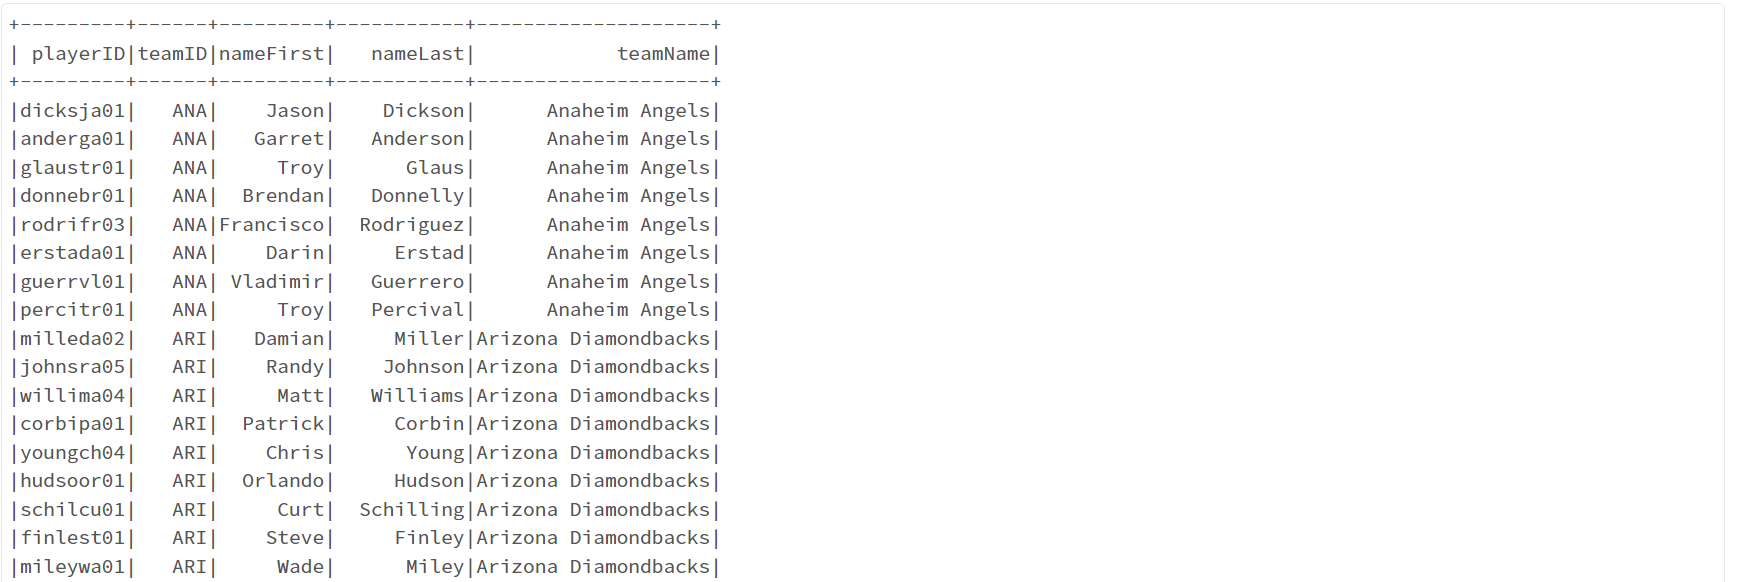 +---------+------+---------+-----------+--------------------+
| playerID|teamID|nameFirst|   nameLast|            teamName|
+---------+------+---------+-----------+--------------------+
|dicksja01|   ANA|    Jason|    Dickson|      Anaheim Angels|
|anderga01|   ANA|   Garret|   Anderson|      Anaheim Angels|
|glaustr01|   ANA|     Troy|      Glaus|      Anaheim Angels|
|donnebr01|   ANA|  Brendan|   Donnelly|      Anaheim Angels|
|rodrifr03|   ANA|Francisco|  Rodriguez|      Anaheim Angels|
|erstada01|   ANA|    Darin|     Erstad|      Anaheim Angels|
|guerrvl01|   ANA| Vladimir|   Guerrero|      Anaheim Angels|
|percitr01|   ANA|     Troy|   Percival|      Anaheim Angels|
|milleda02|   ARI|   Damian|     Miller|Arizona Diamondbacks|
|johnsra05|   ARI|    Randy|    Johnson|Arizona Diamondbacks|
|willima04|   ARI|     Matt|   Williams|Arizona Diamondbacks|
|corbipa01|   ARI|  Patrick|     Corbin|Arizona Diamondbacks|
|youngch04|   ARI|    Chris|      Young|Arizona Diamondbacks|
|hudsoor01|   ARI|  Orlando|     Hudson|Arizona Diamondbacks|
|schilcu01|   ARI|     Curt|  Schilling|Arizona Diamondbacks|
|finlest01|   ARI|    Steve|     Finley|Arizona Diamondbacks|
|mileywa01|   ARI|     Wade|      Miley|Arizona Diamondbacks|